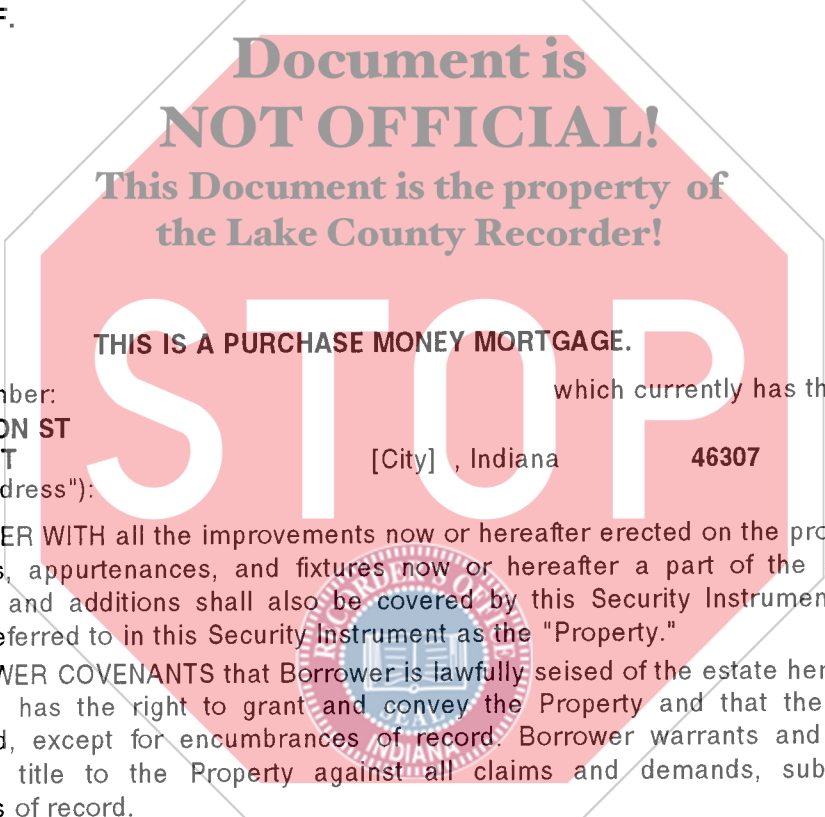 F.
Document is
NOT OFFICIAL!
This Document is the property of
the Lake County Recorder!
STOP
THIS IS A PURCHASE MONEY MORTGAGE.
nber: which currently has th
ON ST
T [City] , Indiana 46307
dress"):
ER WITH all the improvements now or hereafter erected on the pro
s, appurtenances, and fixtures now or hereafter a part of the
and additions shall also be covered by this Security Instrumen
eferred to in this Security Instrument as the "Property."
WER COVENANTS that Borrower is lawfully seised of the estate her
has the right to grant and convey the Property and that the
d, except for encumbrances of record. Borrower warrants and
title to the Property against all claims and demands, sub
s of record.
RECORDER'S OFFICE
SEAL
INDIANA